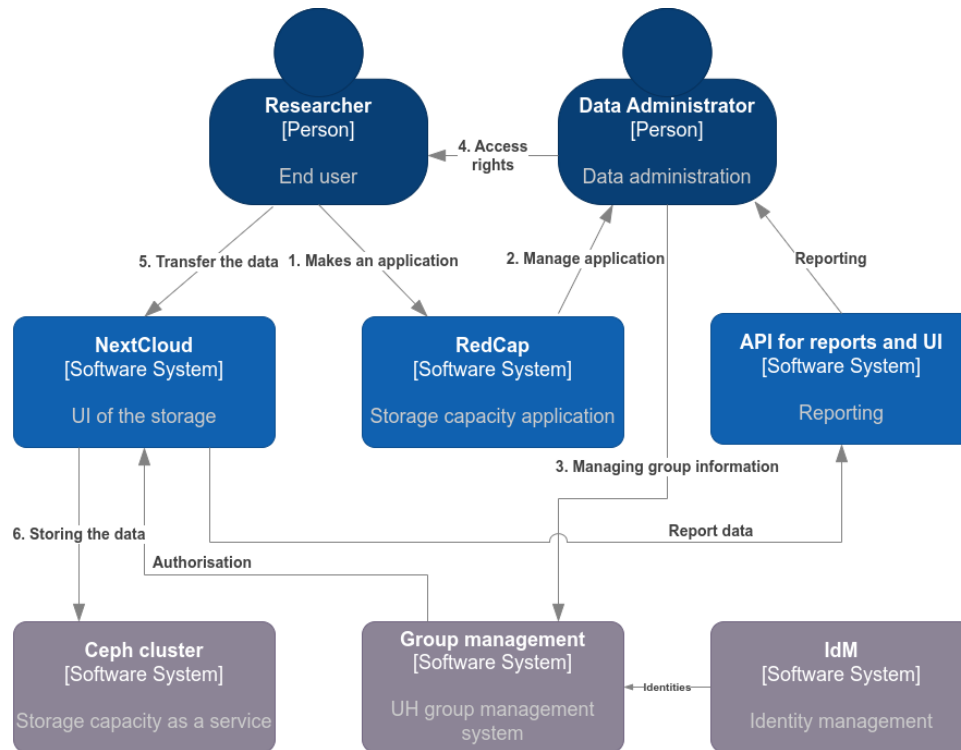 Researcher
[Person]
End user
Data Administrator
[Person]
Data administration
4. Access
rights
5. Transfer the data
1. Makes an application
2. Manage application
Reporting
NextCloud
[Software System]
UI of the storage
RedCap
[Software System]
Storage capacity application
API for reports and UI
[Software System]
Reporting
3. Managing group information
6. Storing the data
Report data
Authorisation
Ceph cluster
[Software System]
Storage capacity as a service
Group management
[Software System]
UH group management
system
Identities
IdM
[Software System]
Identity management